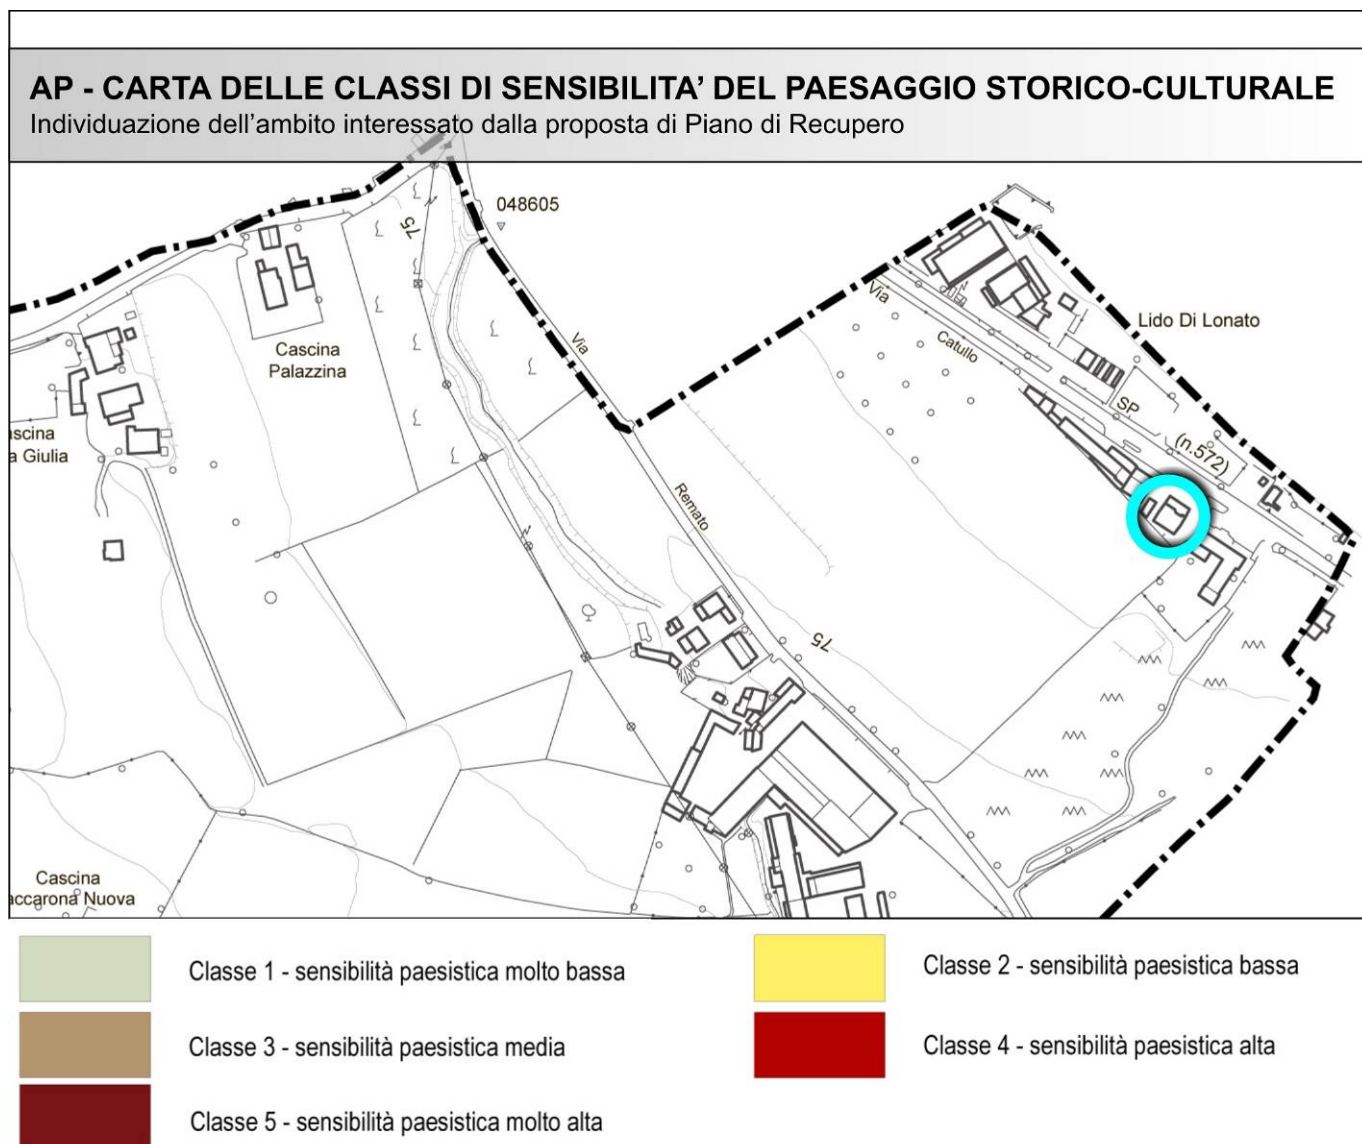 AP - CARTA DELLE CLASSI DI SENSIBILITA’ DEL PAESAGGIO STORICO-CULTURALE
Individuazione dell’ambito interessato dalla proposta di Piano di Recupero
048605
75
Via
Lido Di Lonato
Cascina
Palazzina
Via
Catullo
SP
(n.572)
ascina
a Giulia
Remato
75
Cascina
accarona Nuova
Classe 1 - sensibilità paesistica molto bassa
Classe 2 - sensibilità paesistica bassa
Classe 3 - sensibilità paesistica media
Classe 4 - sensibilità paesistica alta
Classe 5 - sensibilità paesistica molto alta